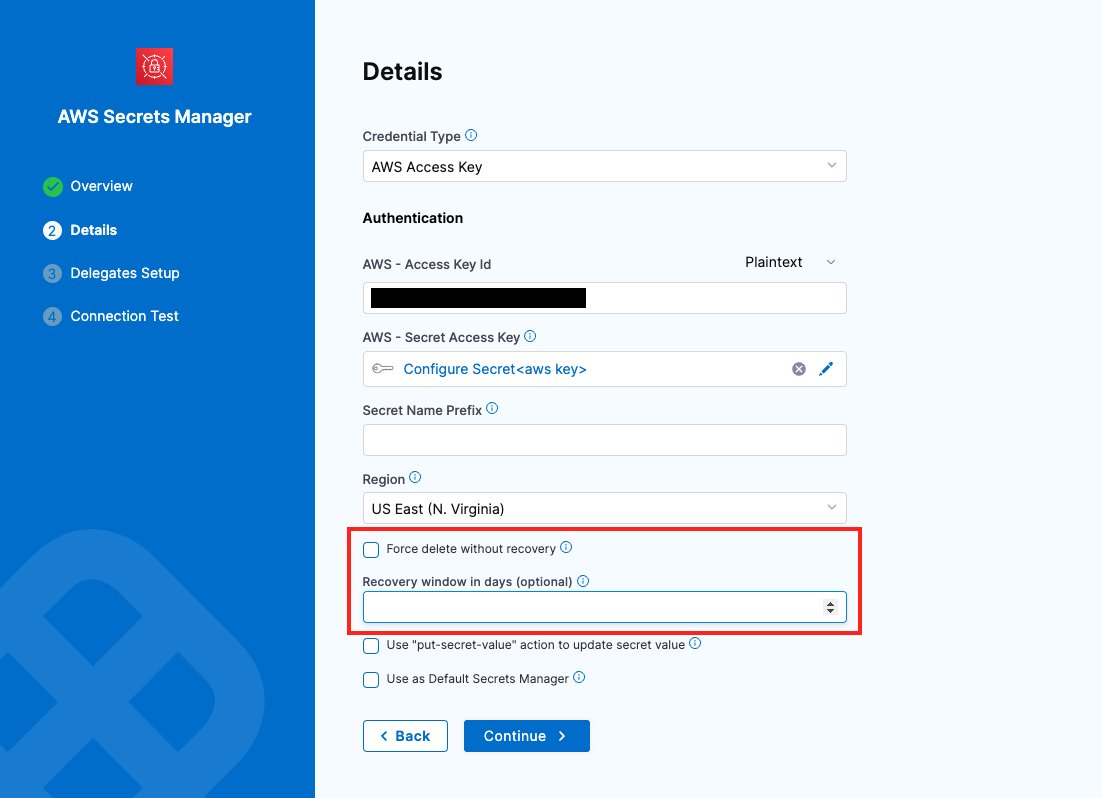 AWS Secrets Manager
Overview
2 Details
3 Delegates Setup
4 Connection Test
Details
Credential Type
AWS Access Key
Authentication
AWS - Access Key Id
Plaintext
AWS - Secret Access Key
Configure Secret<aws key>
Secret Name Prefix
Region
US East (N. Virginia)
Force delete without recovery
Recovery window in days (optional)
Use "put-secret-value" action to update secret value
Use as Default Secrets Manager
Back
Continue